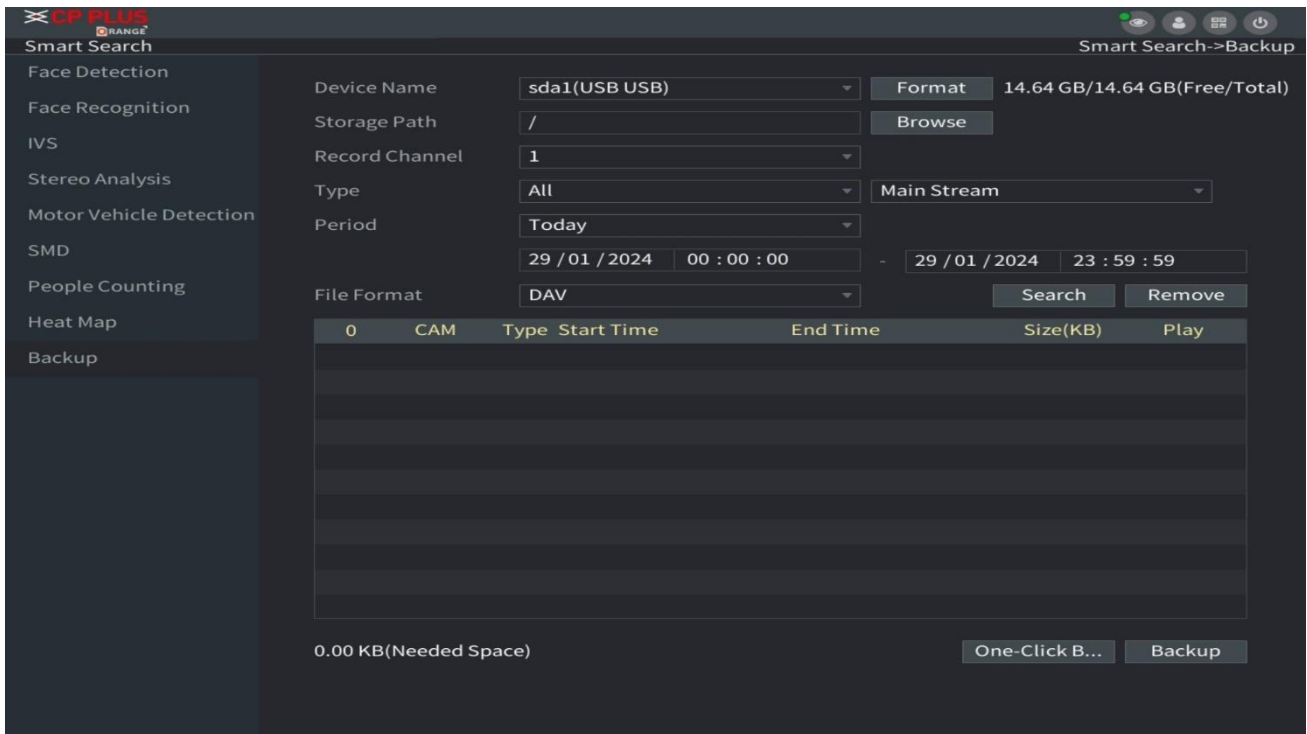 CP PLUS
ORANGE
Smart Search
Smart Search->Backup
Face Detection
Face Recognition
IVS
Stereo Analysis
Motor Vehicle Detection
SMD
People Counting
Heat Map
Backup
Device Name sda1(USB USB) Format 14.64 GB/14.64 GB(Free/Total)
Storage Path / Browse
Record Channel 1
Type All Main Stream
Period Today
29 / 01 / 2024 00 : 00 : 00 - 29 / 01 / 2024 23 : 59 : 59
File Format DAV Search Remove
0 CAM Type Start Time End Time Size(KB) Play
0.00 KB(Needed Space) One-Click B... Backup